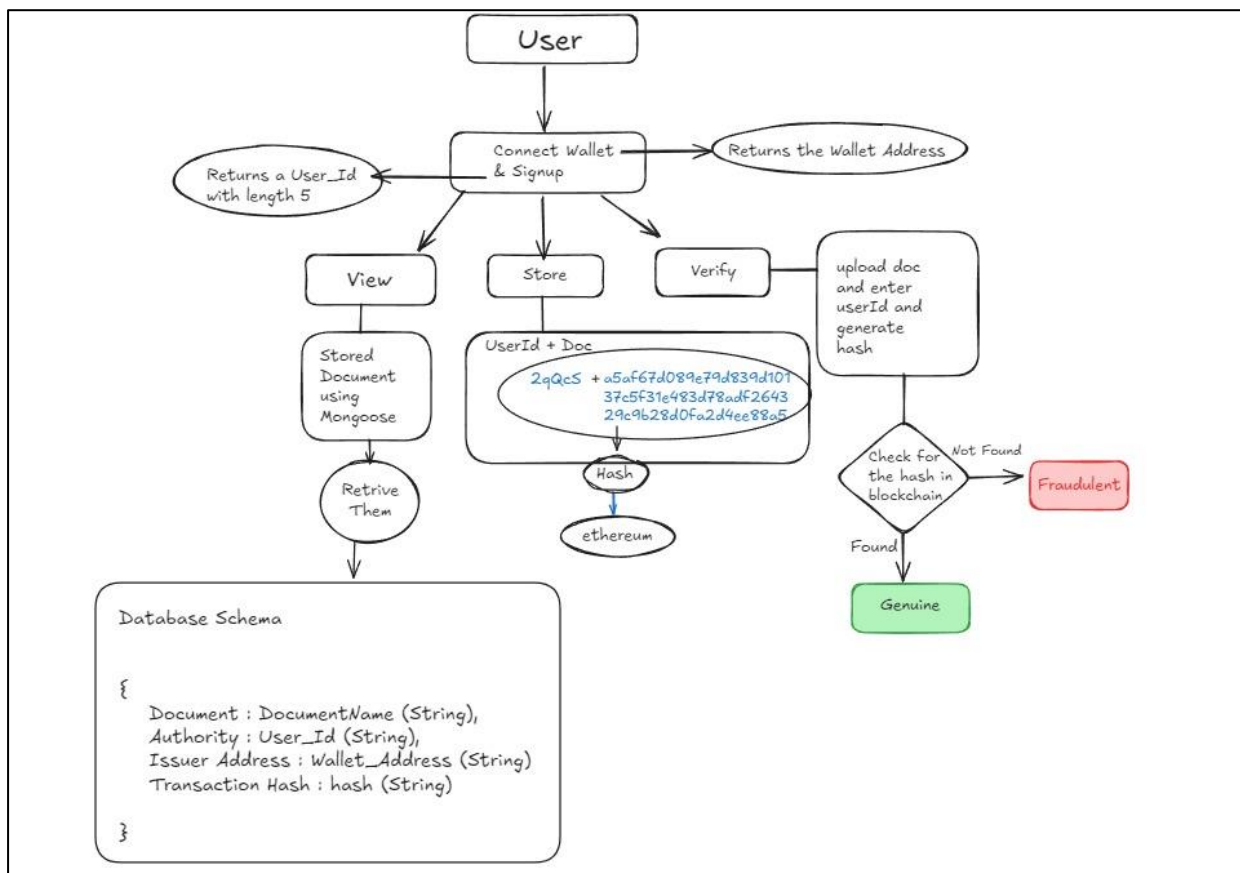 User
Connect Wallet
& Signup
Returns the Wallet Address
Returns a User_Id
with length 5
View
Store
Verify
upload doc
and enter
userId and
generate
hash
Stored
Document
using
Mongoose
UserId + Doc
2qQcS + a5af67d089e79d839d101
37c5f31e483d78adf2643
29c9b28d0fa2d4ee88a5
Hash
ethereum
Check for
the hash in
blockchain
Not Found
Fraudulent
Found
Genuine
Retrive
Them
Database Schema
{
Document : DocumentName (String),
Authority : User_Id (String),
Issuer Address : Wallet_Address (String)
Transaction Hash : hash (String)
}